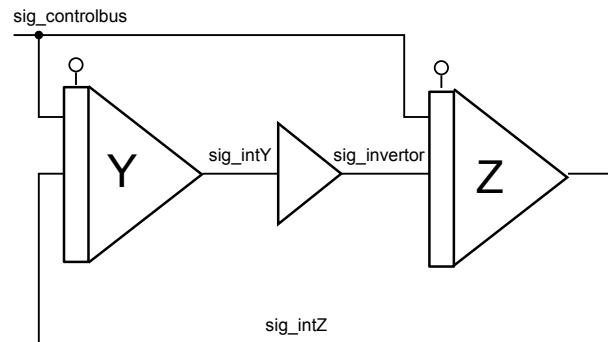 sig_controlbus
Y
sig_intY
sig_invertor
Z
sig_intZ